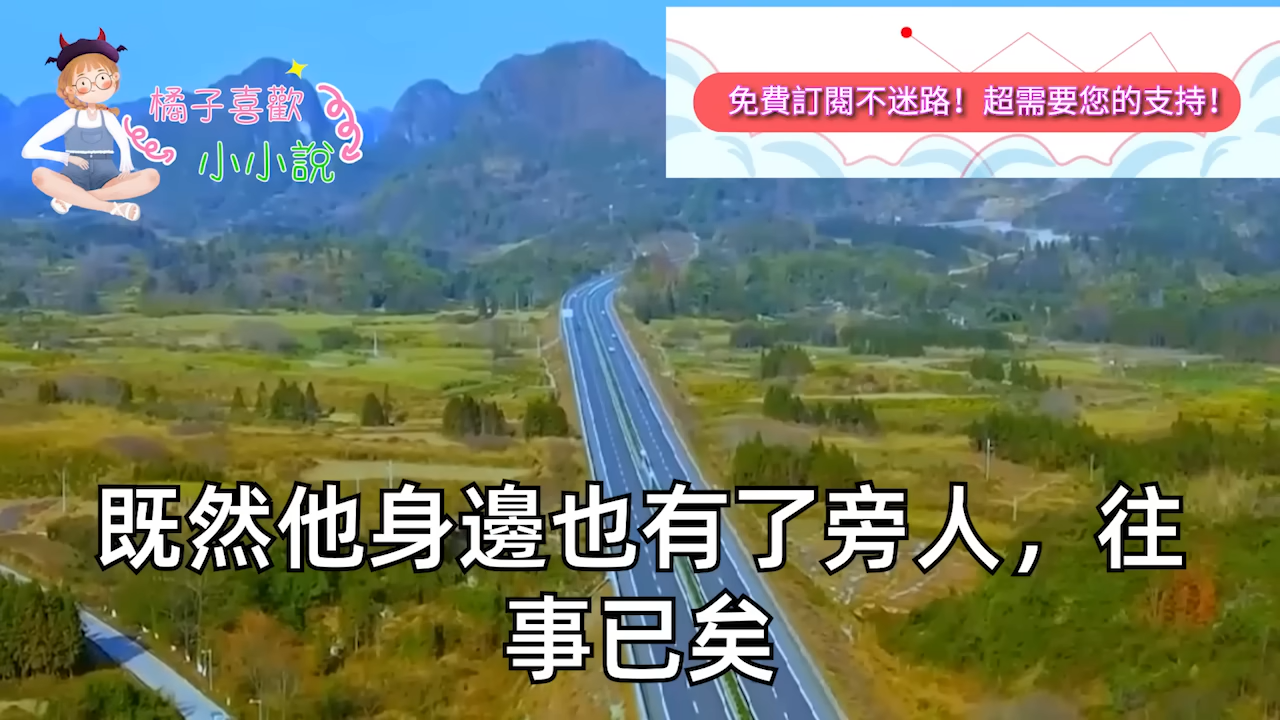 橘子喜歡
小小說
免費訂閱不迷路！超需要您的支持！
既然他身邊也有了旁人，往
事已矣